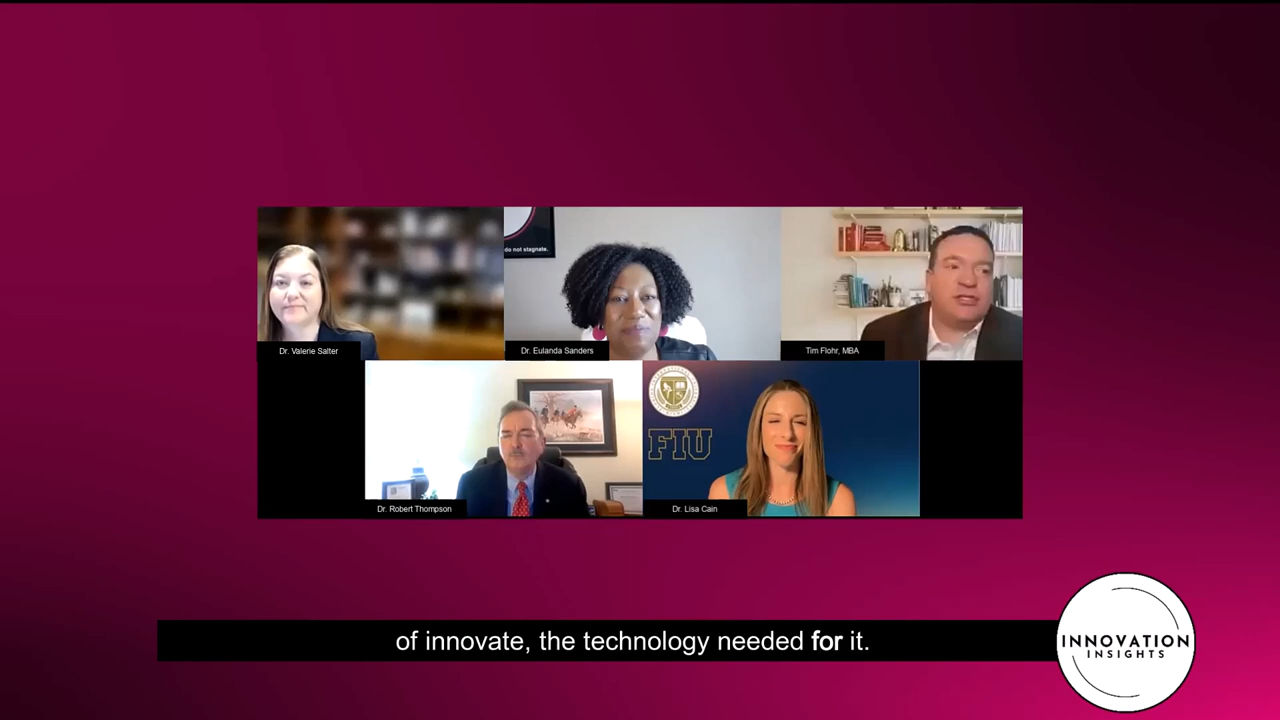 do not stagnate.
Dr. Valerie Salter
Dr. Eulanda Sanders
Tim Flohr, MBA
FIU
Dr. Robert Thompson
Dr. Lisa Cain
of innovate, the technology needed for it.
INNOVATION
INSIGHTS